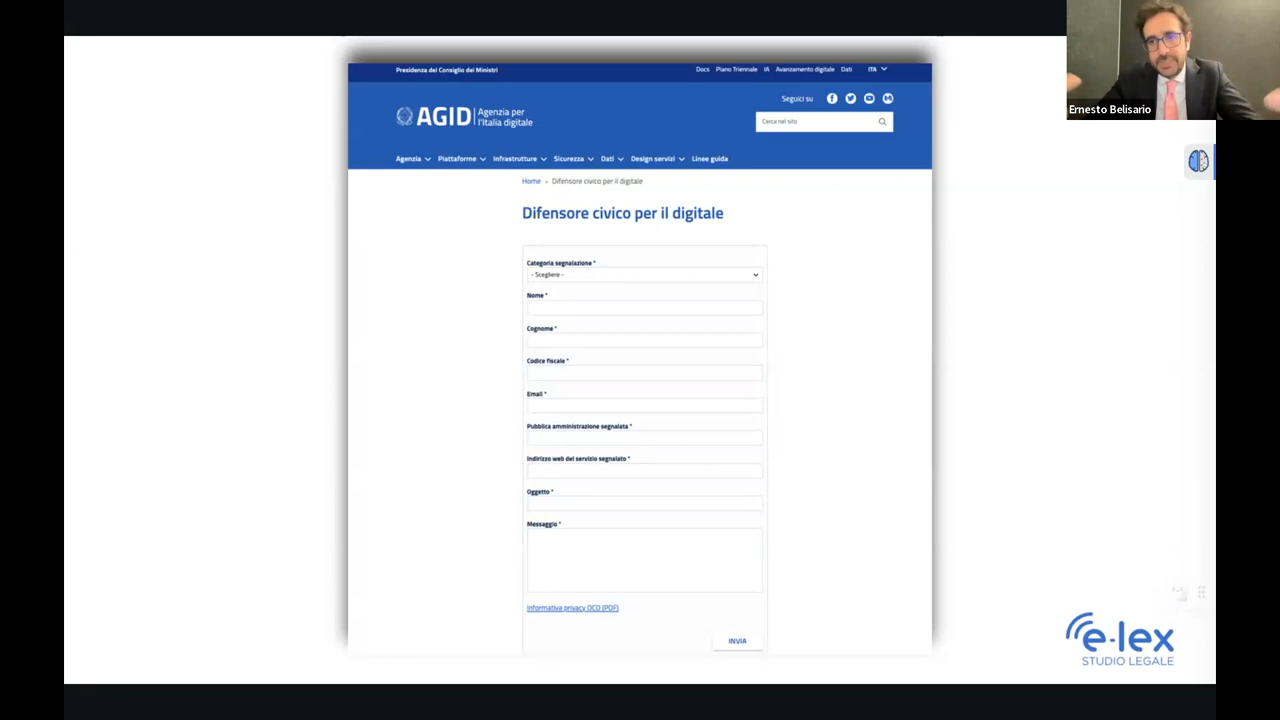 Presidenza del Consiglio dei Ministri
Docs Piano Triennale IA Avanzamento digitale Dati ITA
Seguici su
AGID Agenzia per l'Italia digitale
Cerca nel sito
Agenzia Piattaforme Infrastrutture Sicurezza Dati Design servizi Linee guida
Home Difensore civico per il digitale
Difensore civico per il digitale
Categoria segnalazione *
- Scegliere -
Nome *
Cognome *
Codice fiscale *
Email *
Pubblica amministrazione segnalata *
Indirizzo web del servizio segnalato *
Oggetto *
Messaggio *
Informativa privacy OCD (PDF)
INVIA
Ernesto Belisario
e-lex
STUDIO LEGALE